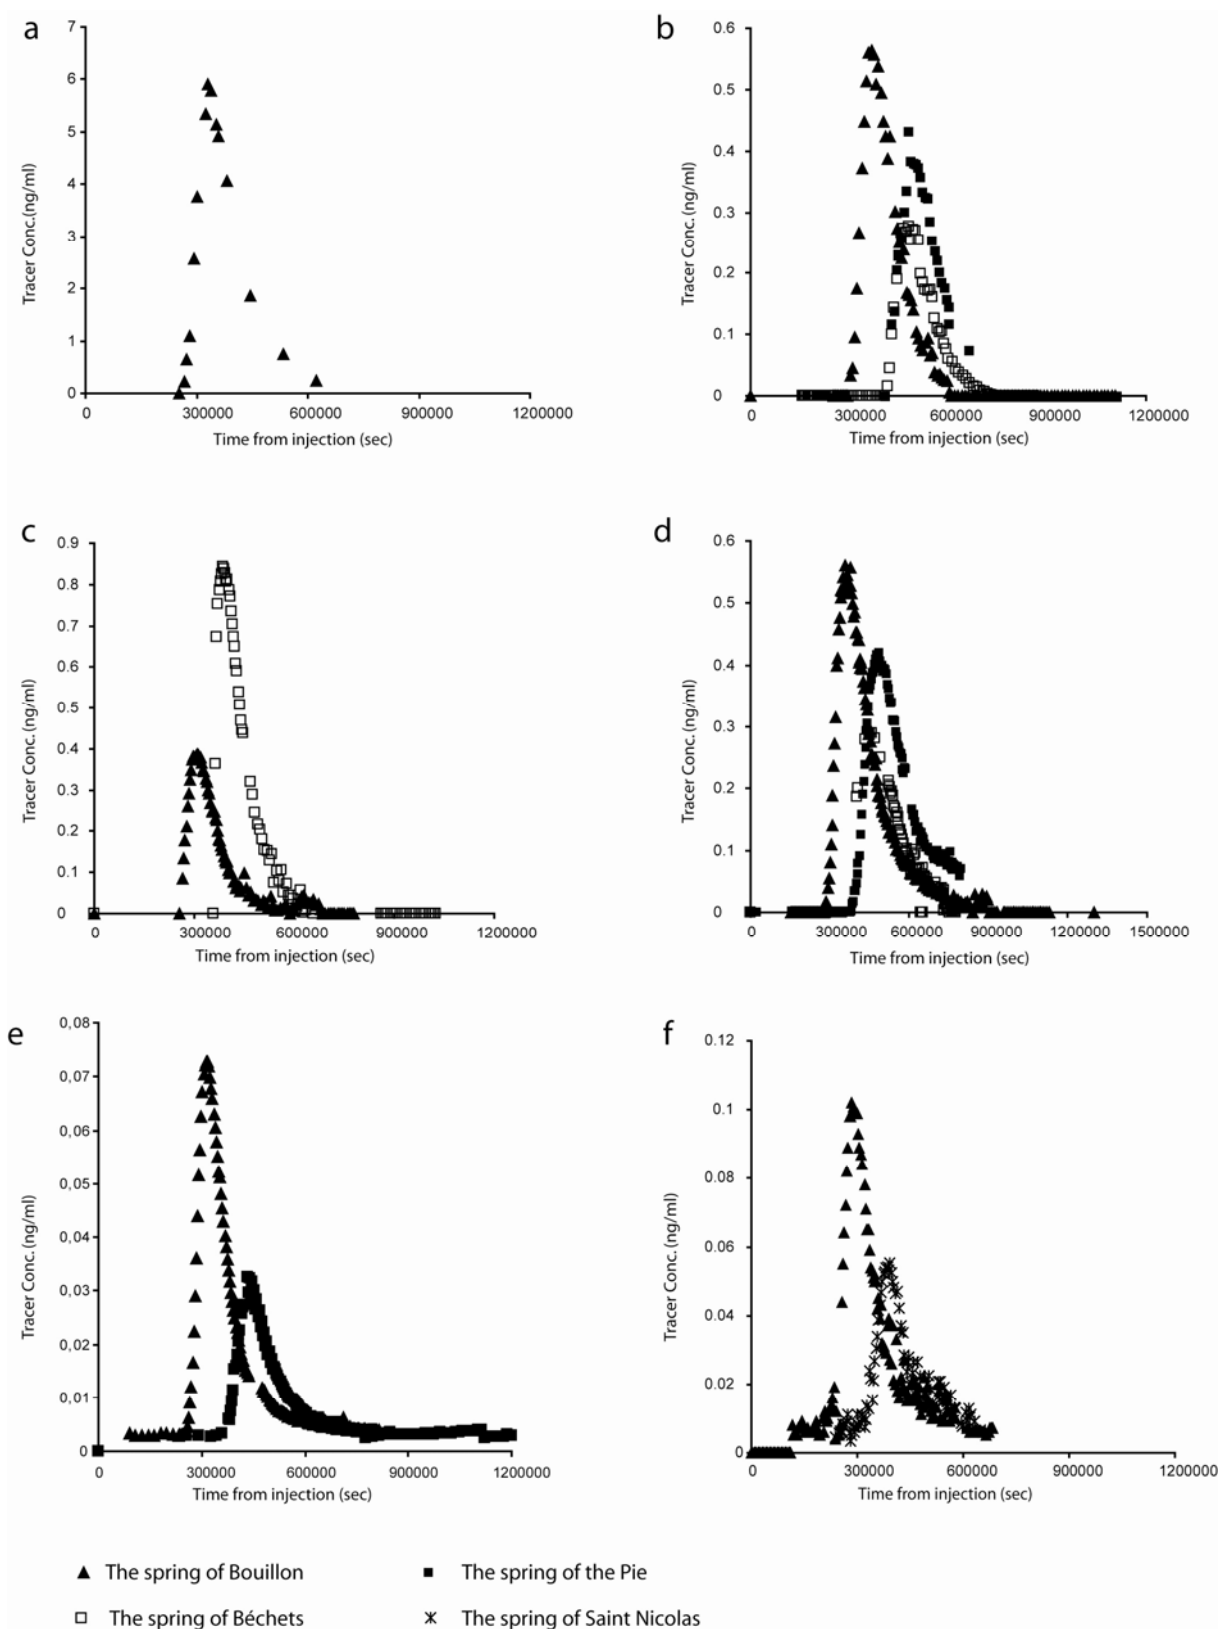 a
7
6
5
4
3
2
1
0
Tracer Conc.(ng/ml)
0 300000 600000 900000 1200000
Time from injection (sec)
b
0.6
0.5
0.4
0.3
0.2
0.1
0
Tracer Conc.(ng/ml)
0 300000 600000 900000 1200000
Time from injection (sec)
c
0.9
0.8
0.7
0.6
0.5
0.4
0.3
0.2
0.1
0
Tracer Conc.(ng/ml)
0 300000 600000 900000 1200000
Time from injection (sec)
d
0.6
0.5
0.4
0.3
0.2
0.1
0
Tracer Conc.(ng/ml)
0 300000 600000 900000 1200000 1500000
Time from injection (sec)
e
0,08
0,07
0,06
0,05
0,04
0,03
0,02
0,01
0
Tracer Conc.(ng/ml)
0 300000 600000 900000 1200000
Time from injection (sec)
f
0.12
0.1
0.08
0.06
0.04
0.02
0
Tracer Conc.(ng/ml)
0 300000 600000 900000 1200000
Time from injection (sec)
The spring of Bouillon
The spring of the Pie
The spring of Béchets
The spring of Saint Nicolas